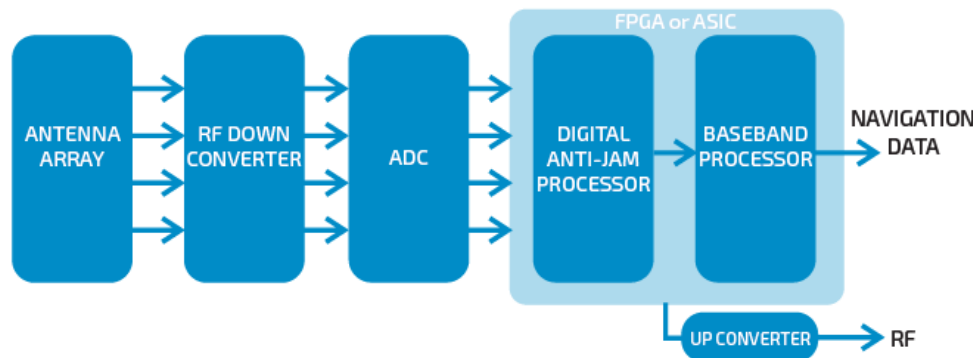 FPGA or ASIC
ANTENNA
ARRAY
RF DOWN
CONVERTER
ADC
DIGITAL
ANTI-JAM
PROCESSOR
BASEBAND
PROCESSOR
NAVIGATION
DATA
UP CONVERTER
RF